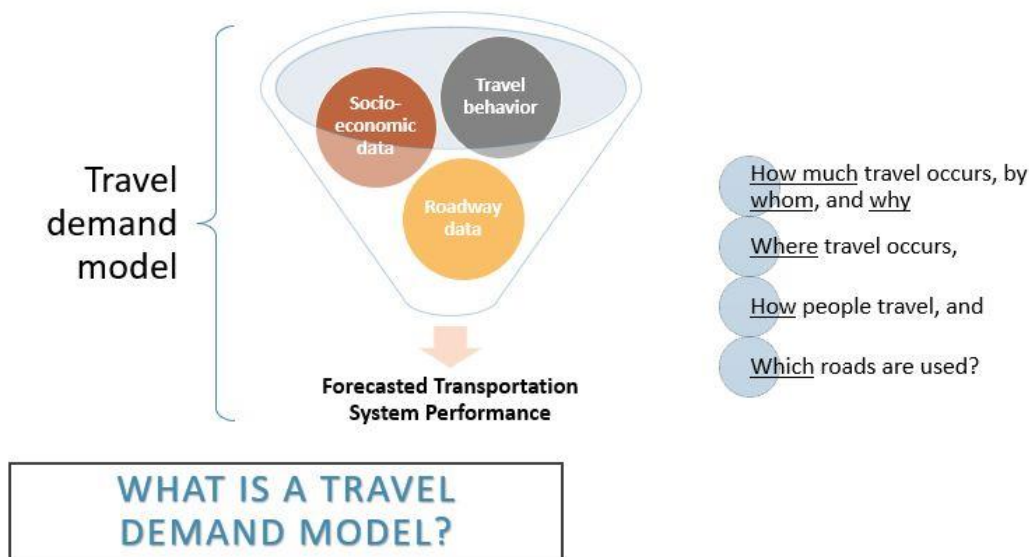 Travel
demand
model
Socio-
economic
data
Travel
behavior
Roadway
data
Forecasted Transportation
System Performance
How much travel occurs, by
whom, and why
Where travel occurs,
How people travel, and
Which roads are used?
WHAT IS A TRAVEL
DEMAND MODEL?